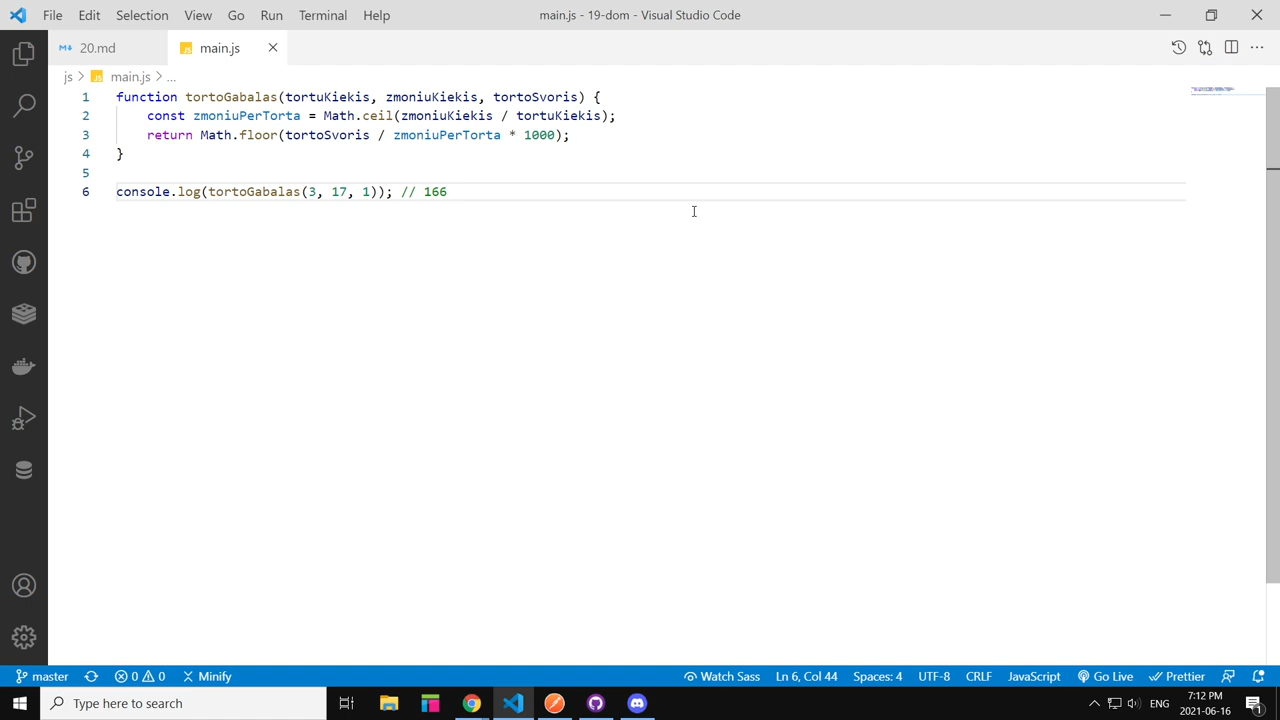 File Edit Selection View Go Run Terminal Help
main.js - 19-dom - Visual Studio Code
20.md
main.js
js > main.js > ...
1 function tortoGabalas(tortuKiekis, zmoniuKiekis, tortoSvoris) {
2 const zmoniuPerTorta = Math.ceil(zmoniuKiekis / tortuKiekis);
3 return Math.floor(tortoSvoris / zmoniuPerTorta * 1000);
4 }
5
6 console.log(tortoGabalas(3, 17, 1)); // 166
master 0 0 Minify Watch Sass Ln 6, Col 44 Spaces: 4 UTF-8 CRLF JavaScript Go Live Prettier
Type here to search
ENG
7:12 PM
2021-06-16
1